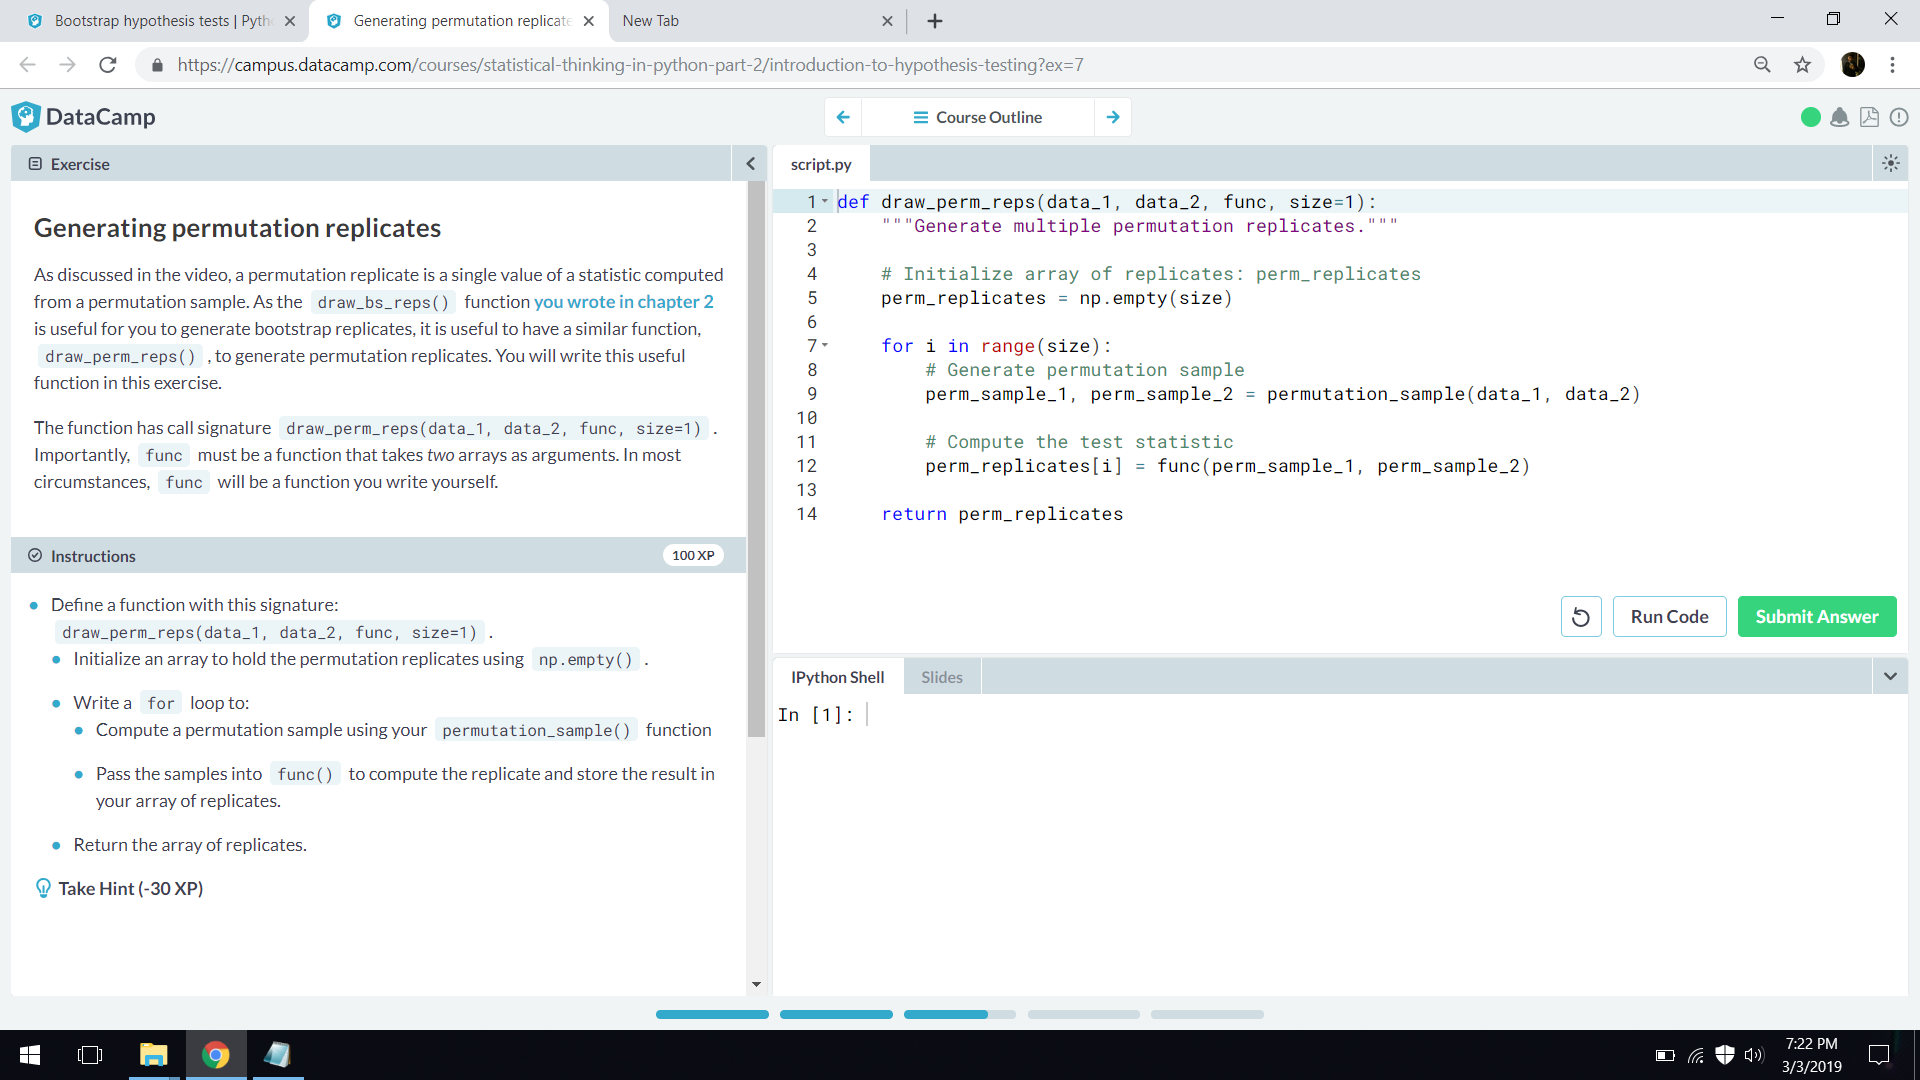 Bootstrap hypothesis tests | Pyth
Generating permutation replicate
New Tab
https://campus.datacamp.com/courses/statistical-thinking-in-python-part-2/introduction-to-hypothesis-testing?ex=7
DataCamp
Course Outline
Exercise
Generating permutation replicates
As discussed in the video, a permutation replicate is a single value of a statistic computed
from a permutation sample. As the draw_bs_reps() function you wrote in chapter 2
is useful for you to generate bootstrap replicates, it is useful to have a similar function,
draw_perm_reps() , to generate permutation replicates. You will write this useful
function in this exercise.
The function has call signature draw_perm_reps(data_1, data_2, func, size=1) .
Importantly, func must be a function that takes two arrays as arguments. In most
circumstances, func will be a function you write yourself.
Instructions
100 XP
Define a function with this signature:
draw_perm_reps(data_1, data_2, func, size=1) .
Initialize an array to hold the permutation replicates using np.empty() .
Write a for loop to:
Compute a permutation sample using your permutation_sample() function
Pass the samples into func() to compute the replicate and store the result in
your array of replicates.
Return the array of replicates.
Take Hint (-30 XP)
script.py
1 def draw_perm_reps(data_1, data_2, func, size=1):
2 """Generate multiple permutation replicates."""
3
4 # Initialize array of replicates: perm_replicates
5 perm_replicates = np.empty(size)
6
7 for i in range(size):
8 # Generate permutation sample
9 perm_sample_1, perm_sample_2 = permutation_sample(data_1, data_2)
10
11 # Compute the test statistic
12 perm_replicates[i] = func(perm_sample_1, perm_sample_2)
13
14 return perm_replicates
Run Code
Submit Answer
IPython Shell
Slides
In [1]:
7:22 PM
3/3/2019